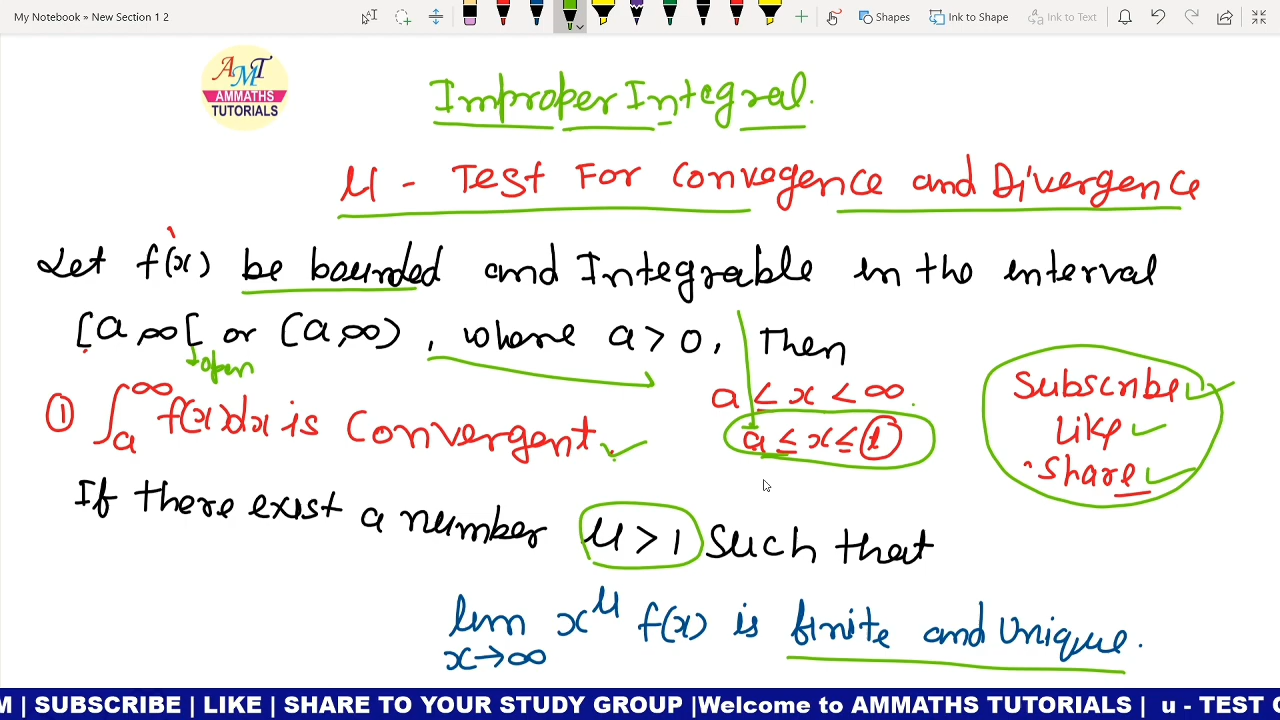 My Notebook » New Section 1 2
Shapes
Ink to Shape
Ink to Text
AMT
AMMATHS
TUTORIALS
Improper Integral.
μ - Test For Convegence and Divergence
Let f(x) be bounded and Integrable in the interval
[a,∞[ or (a,∞), where a > 0, Then
open
① ∫ₐ^∞ f(x)dx is Convergent.
a ≤ x < ∞.
a ≤ x ≤ t
Subscribe
Like
Share
If there exist a number μ > 1 Such that
lim x→∞ x^μ f(x) is finite and Unique.
M | SUBSCRIBE | LIKE | SHARE TO YOUR STUDY GROUP |Welcome to AMMATHS TUTORIALS | u - TEST